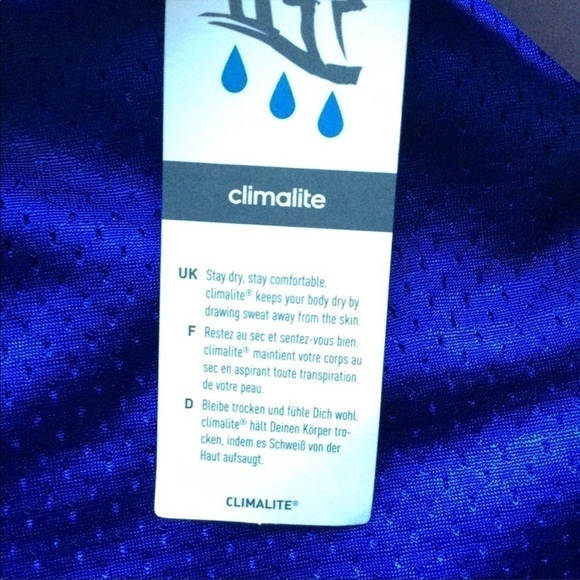 climalite
UK Stay dry, stay comfortable.
climalite® keeps your body dry by
drawing sweat away from the skin.
F Restez au sec et sentez-vous bien.
climalite® maintient votre corps au
sec en aspirant toute transpiration
de votre peau.
D Bleibe trocken und fühle Dich wohl.
climalite® hält Deinen Körper tro-
cken, indem es Schweiß von der
Haut aufsaugt.
CLIMALITE®